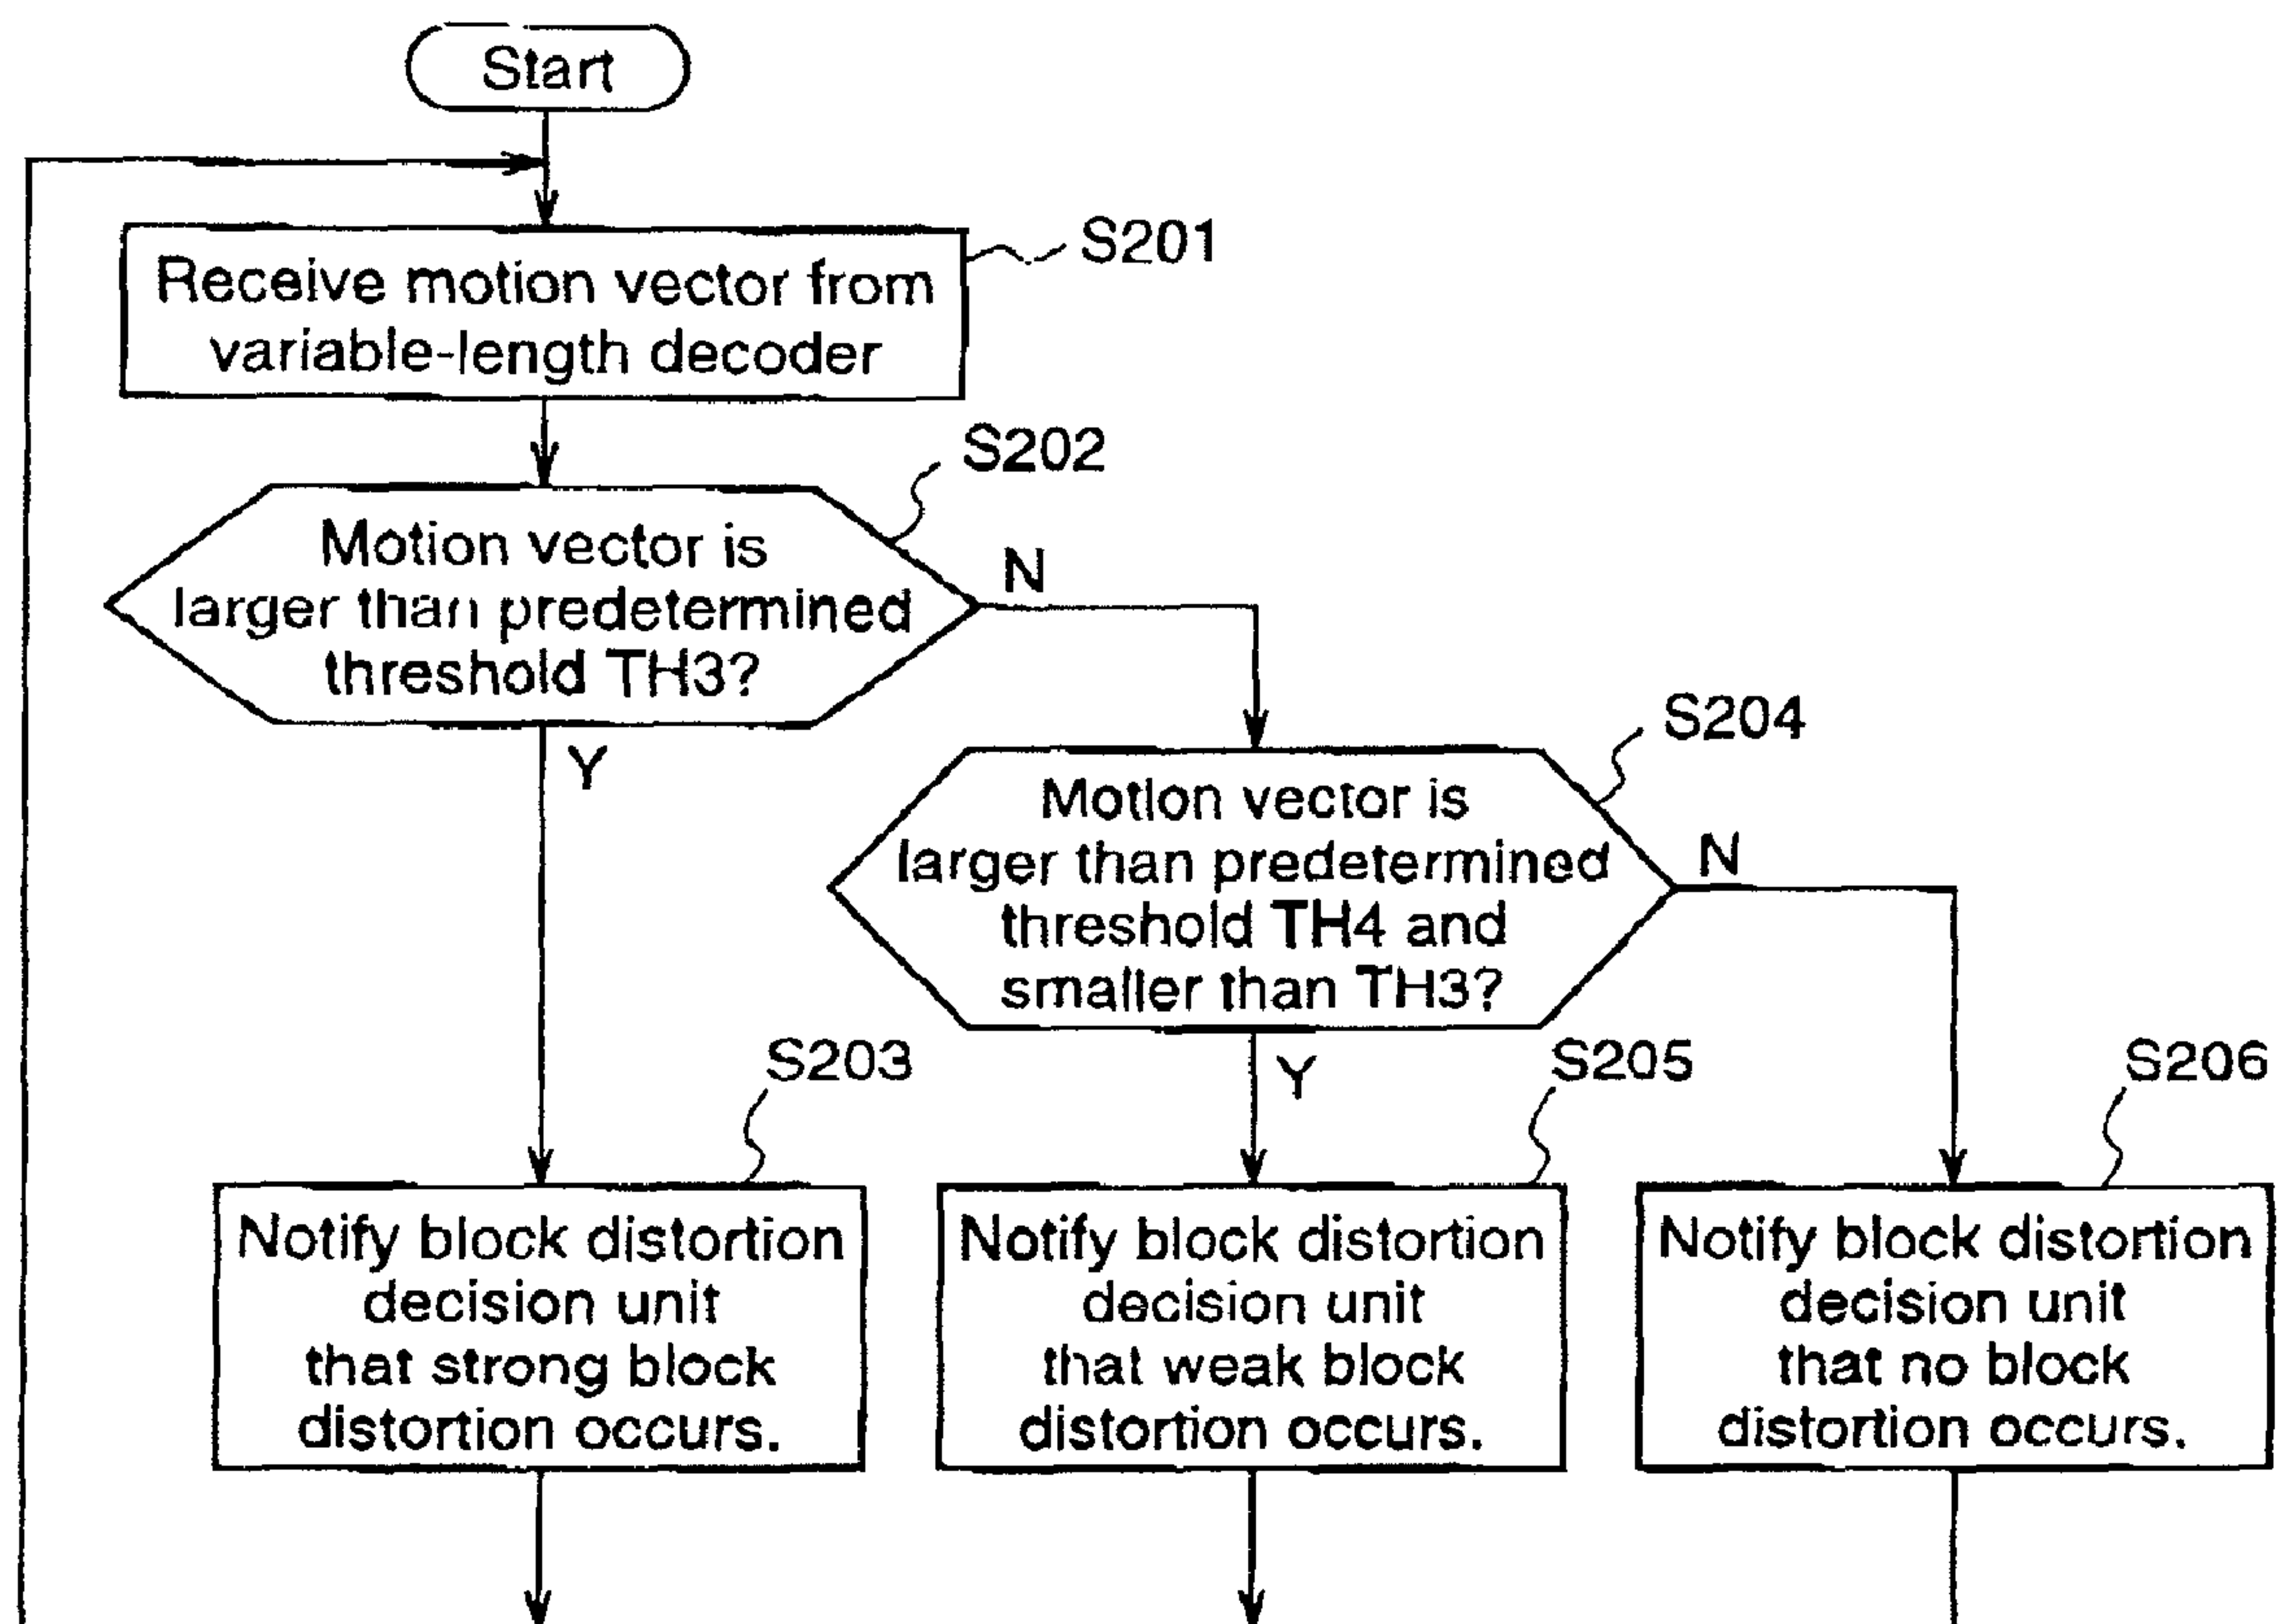 Start
S201
Receive motion vector from
variable-length decoder
S202
Motion vector is
larger than predetermined
threshold TH3?
N
Y
S204
Motion vector is
larger than predetermined
threshold TH4 and
smaller than TH3?
N
Y
S203
Notify block distortion
decision unit
that strong block
distortion occurs.
S205
Notify block distortion
decision unit
that weak block
distortion occurs.
S206
Notify block distortion
decision unit
that no block
distortion occurs.